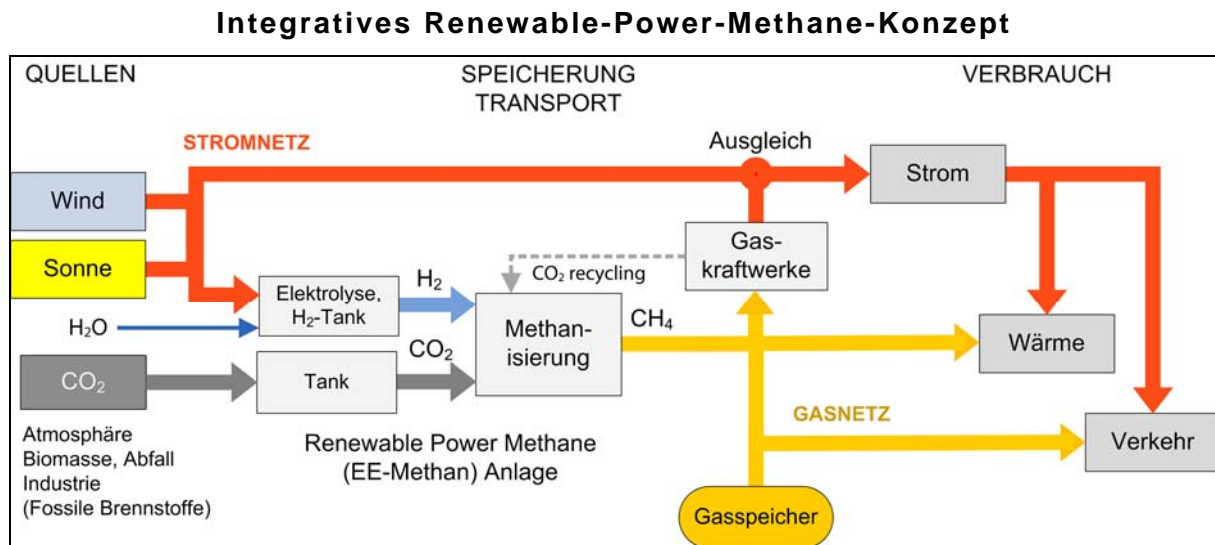 Integratives Renewable-Power-Methane-Konzept
QUELLEN
SPEICHERUNG
TRANSPORT
VERBRAUCH
STROMNETZ
Ausgleich
Wind
Strom
Sonne
Gas-
kraftwerke
CO₂ recycling
H₂
Elektrolyse,
H₂-Tank
H₂O
Methan-
isierung
CH₄
Wärme
CO₂
CO₂
Tank
GASNETZ
Verkehr
Atmosphäre
Biomasse, Abfall
Industrie
(Fossile Brennstoffe)
Renewable Power Methane
(EE-Methan) Anlage
Gasspeicher